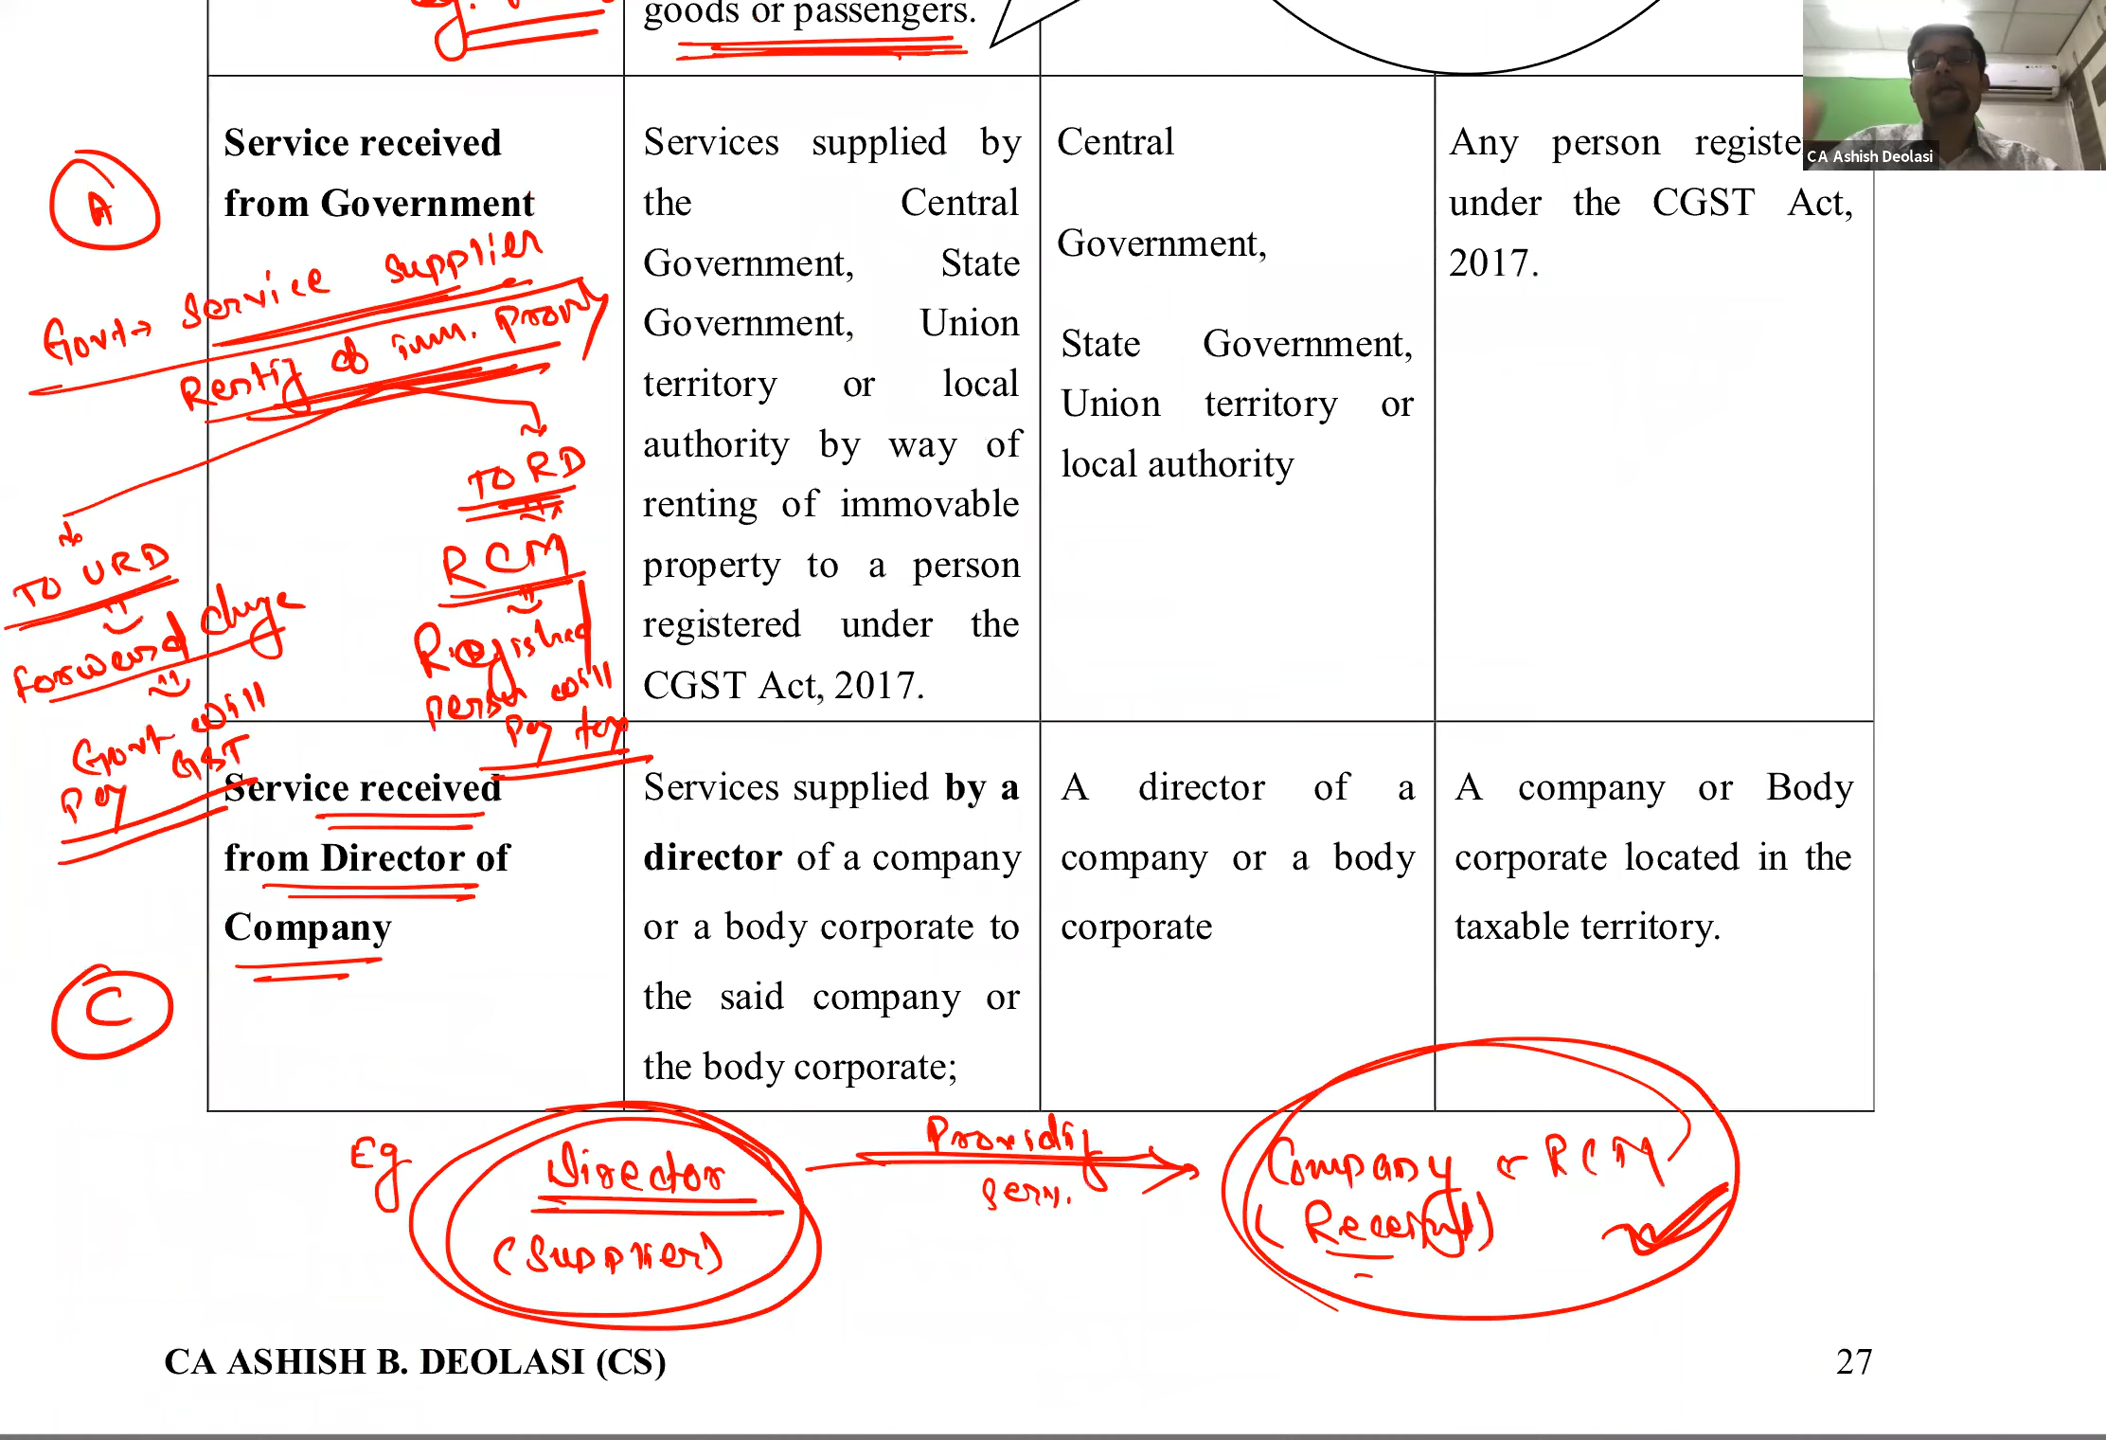 goods or passengers.
CA Ashish Deolasi
A
Service received
from Government
Govt → Service supplier
Renting of imm. 
TO URD
forward charge
Govt will
pay GST
TO RD
RCM
Registered
person will
pay tax
Services supplied by
the Central
Government, State
Government, Union
territory or local
authority by way of
renting of immovable
property to a person
registered under the
CGST Act, 2017.
Central
Government,
State Government,
Union territory or
local authority
Any person registe
under the CGST Act,
2017.
C
Service received
from Director of
Company
Services supplied by a
director of a company
or a body corporate to
the said company or
the body corporate;
A director of a
company or a body
corporate
A company or Body
corporate located in the
taxable territory.
Eg
Director
(Supplier)
Providing
serv.
Company RCM
(Recipient)
CA ASHISH B. DEOLASI (CS)
27